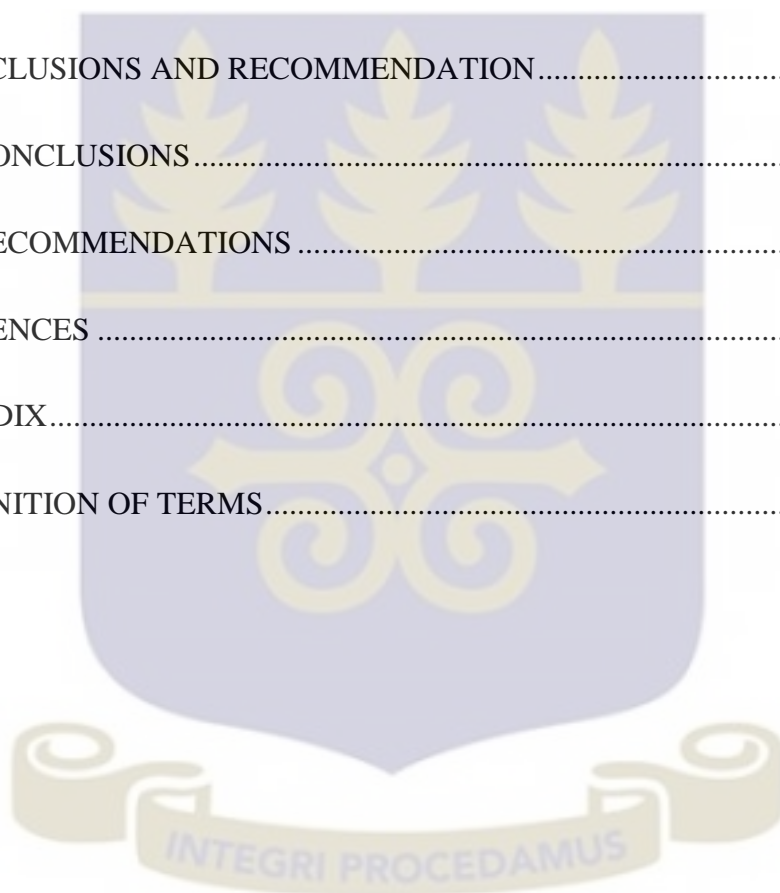 CLUSIONS AND RECOMMENDATION................................
ONCLUSIONS................................................................
ECOMMENDATIONS ....................................................
ENCES ........................................................................
DIX..............................................................................
NITION OF TERMS......................................................
INTEGRI PROCEDAMUS